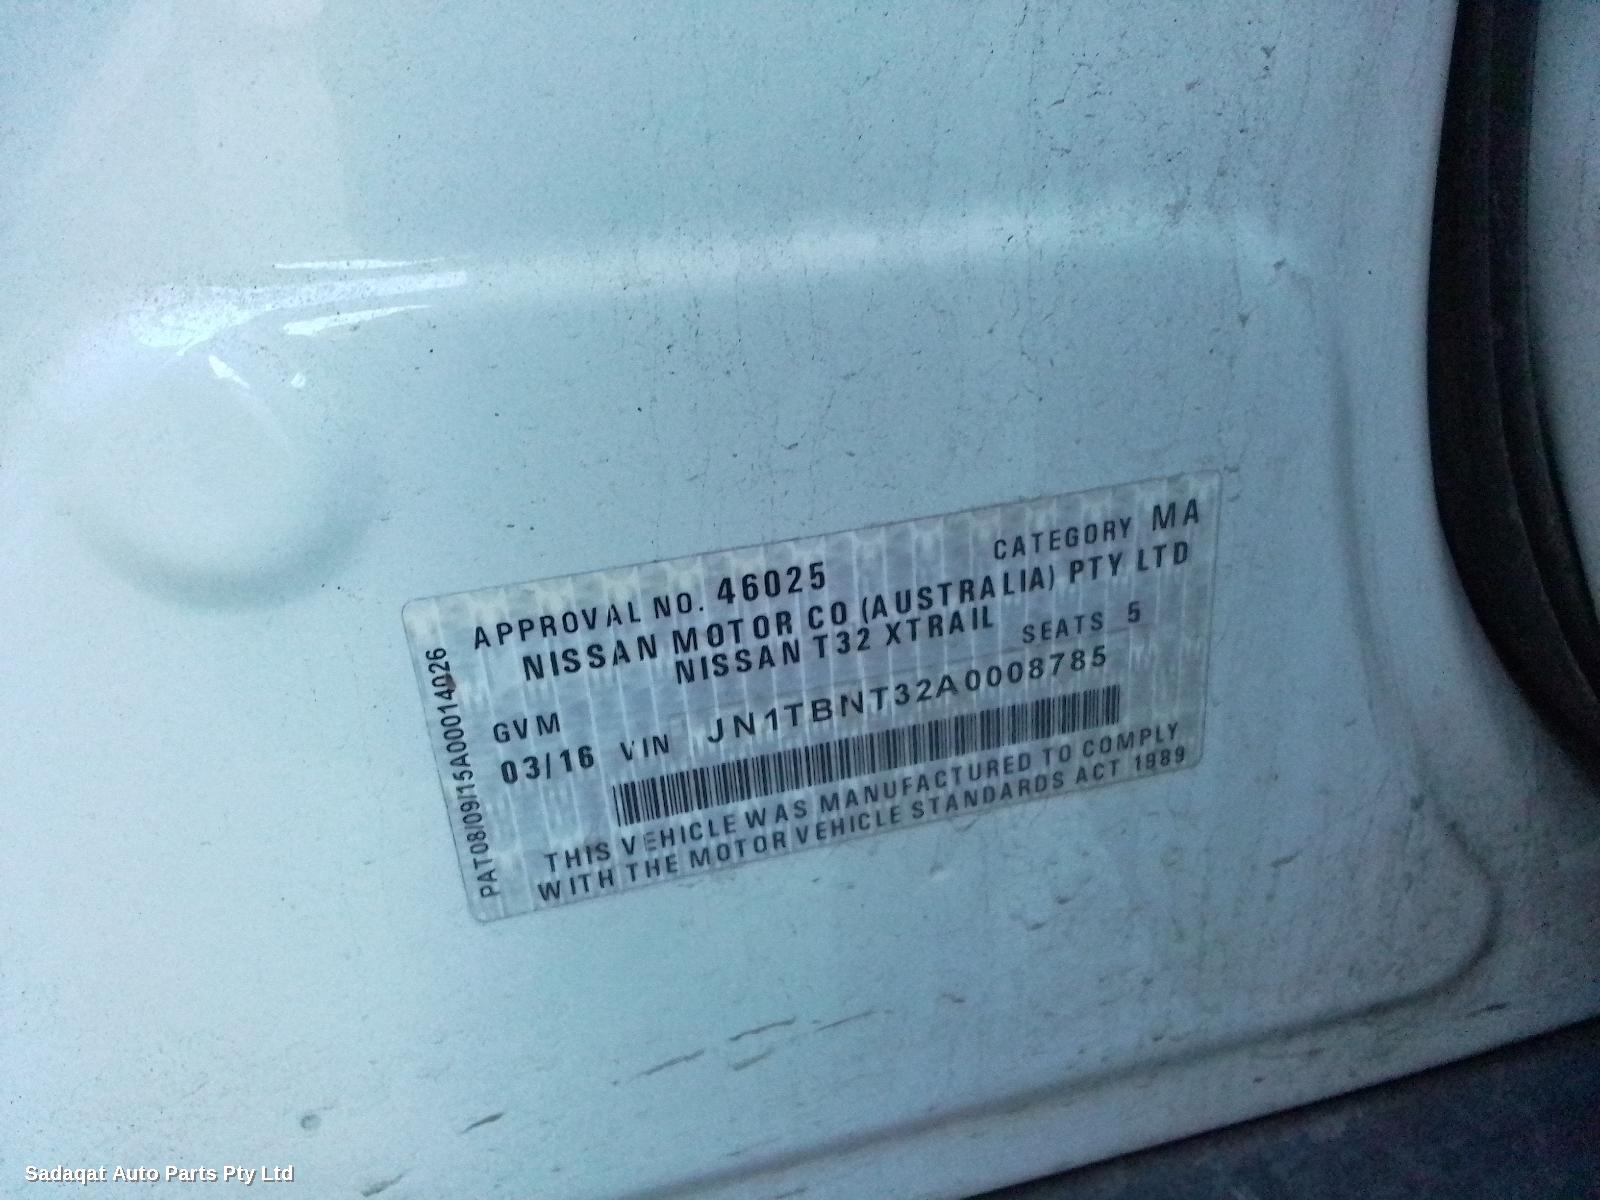 APPROVAL NO. 46025 CATEGORY MA
NISSAN MOTOR CO (AUSTRALIA) PTY LTD
NISSAN T32 XTRAIL SEATS 5
GVM
03/16 VIN JN1TBNT32A0008785
THIS VEHICLE WAS MANUFACTURED TO COMPLY
WITH THE MOTOR VEHICLE STANDARDS ACT 1989
PAT08/09/15A00014026
Sadaqat Auto Parts Pty Ltd